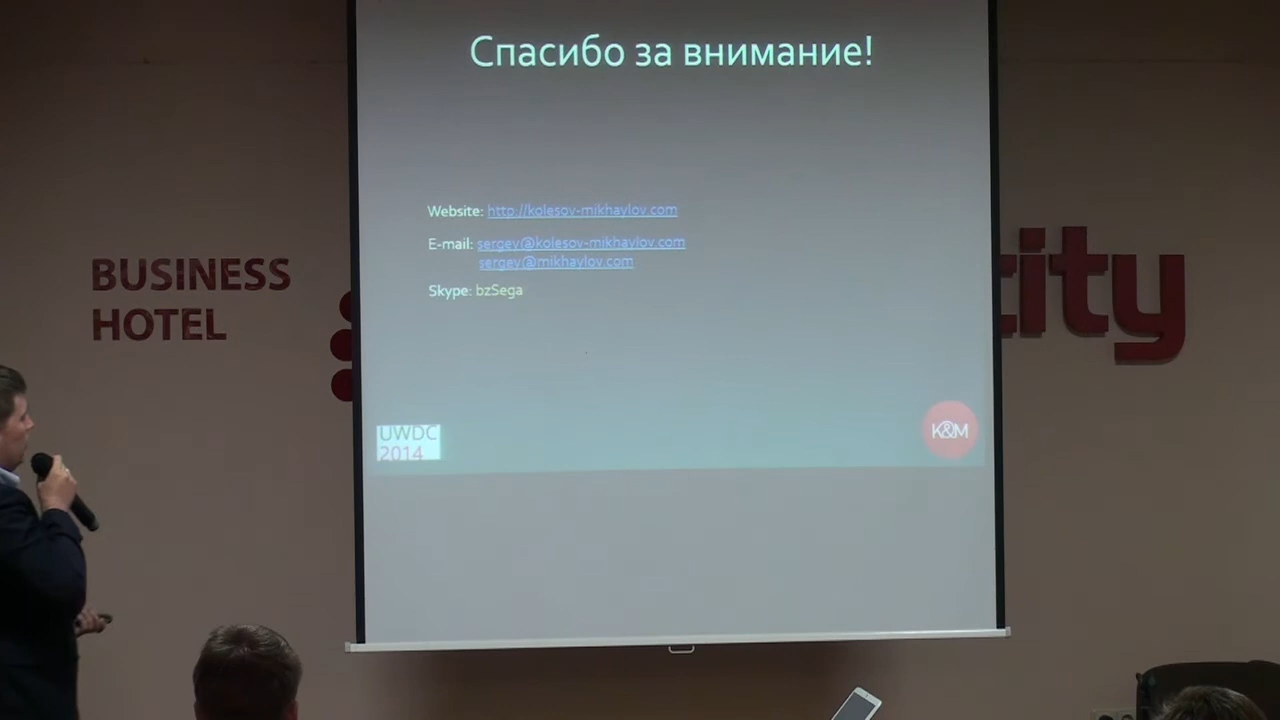 Спасибо за внимание!
Website: http://kolesov-mikhaylov.com
E-mail: sergey@kolesov-mikhaylov.com
sergey@mikhaylov.com
Skype: bzSega
UWDC
2014
K&M
BUSINESS
HOTEL
city